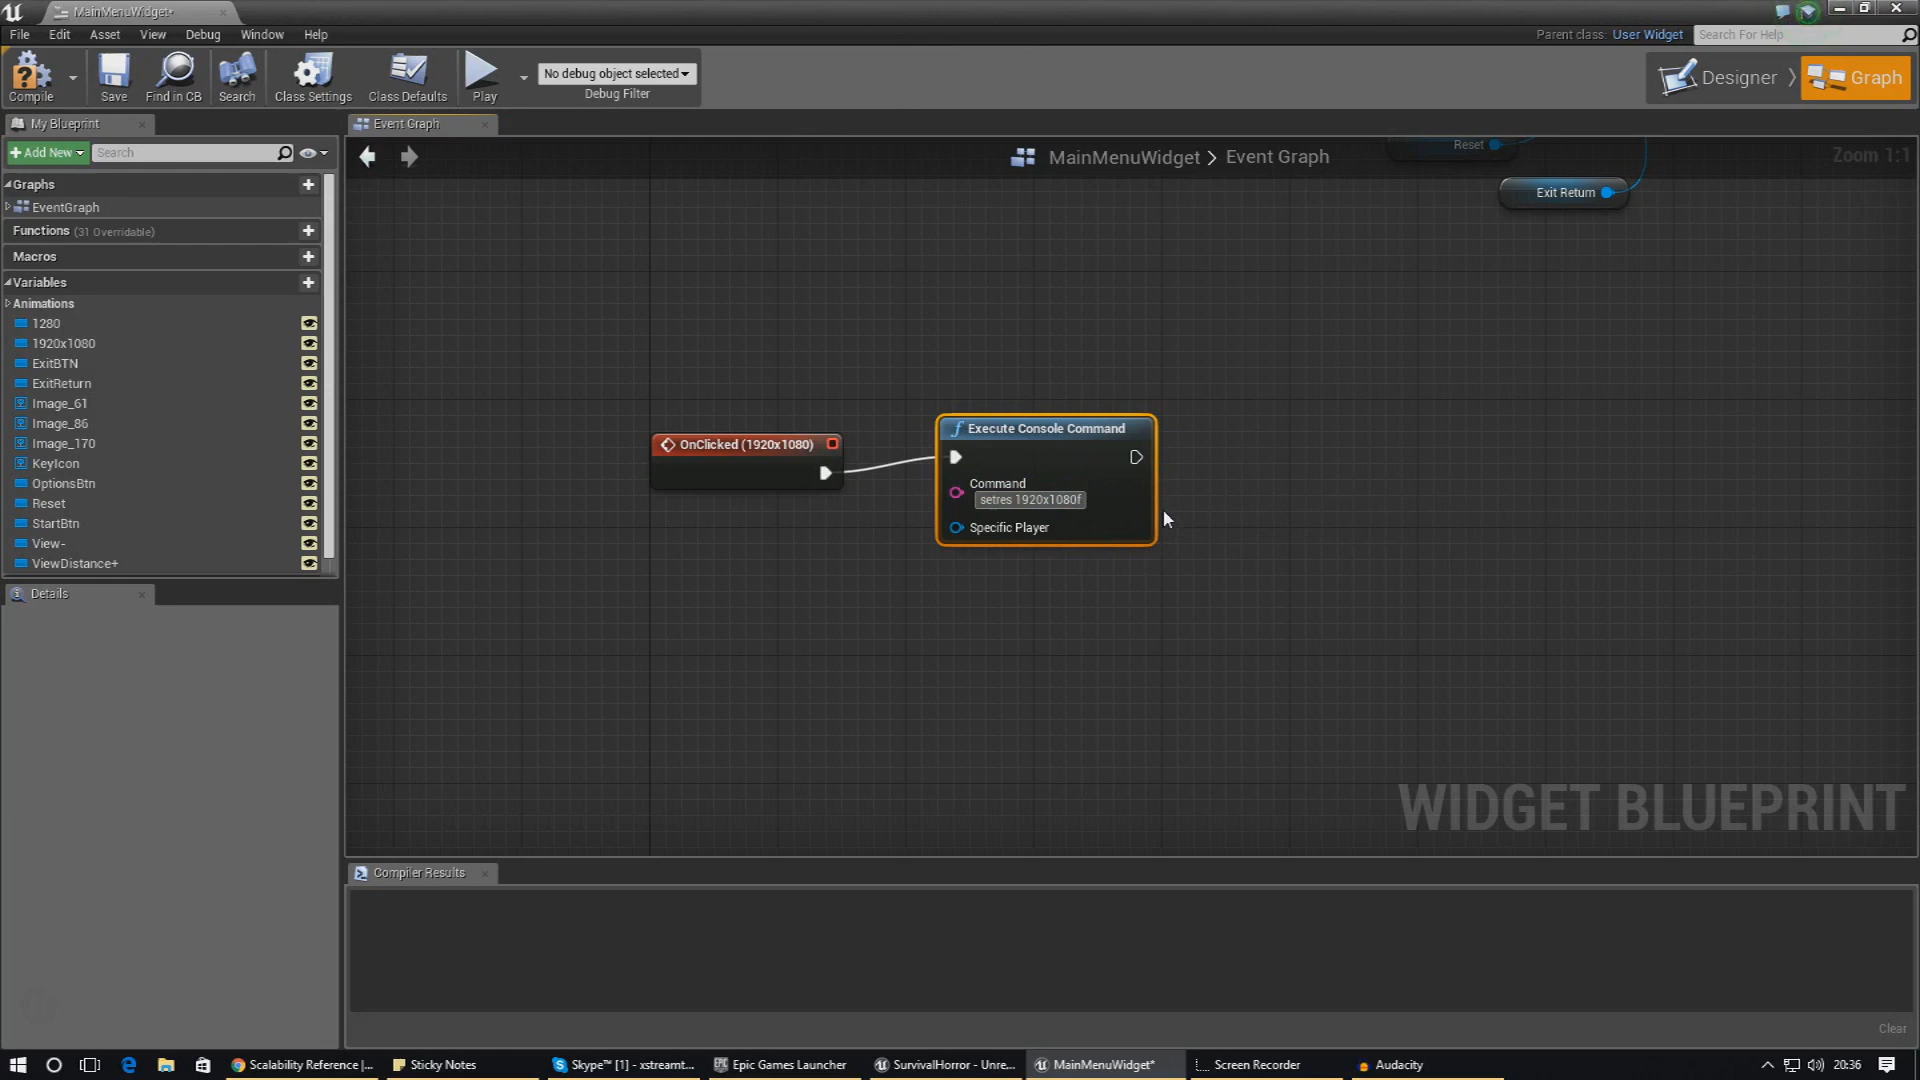 MainMenuWidget*
File Edit Asset View Debug Window Help
Parent class: User Widget
Search For Help
Compile
Save
Find in CB
Search
Class Settings
Class Defaults
Play
No debug object selected
Debug Filter
Designer
Graph
My Blueprint
Event Graph
+ Add New
Search
MainMenuWidget > Event Graph
Zoom 1:1
Reset
Exit Return
Graphs
EventGraph
Functions (31 Overridable)
Macros
Variables
Animations
1280
1920x1080
ExitBTN
ExitReturn
Image_61
Image_86
Image_170
KeyIcon
OptionsBtn
Reset
StartBtn
View-
ViewDistance+
OnClicked (1920x1080)
Execute Console Command
Command
setres 1920x1080f
Specific Player
Details
WIDGET BLUEPRINT
Compiler Results
Clear
Scalability Reference |...
Sticky Notes
Skype™ [1] - xstreamt...
Epic Games Launcher
SurvivalHorror - Unre...
MainMenuWidget*
Screen Recorder
Audacity
20:36